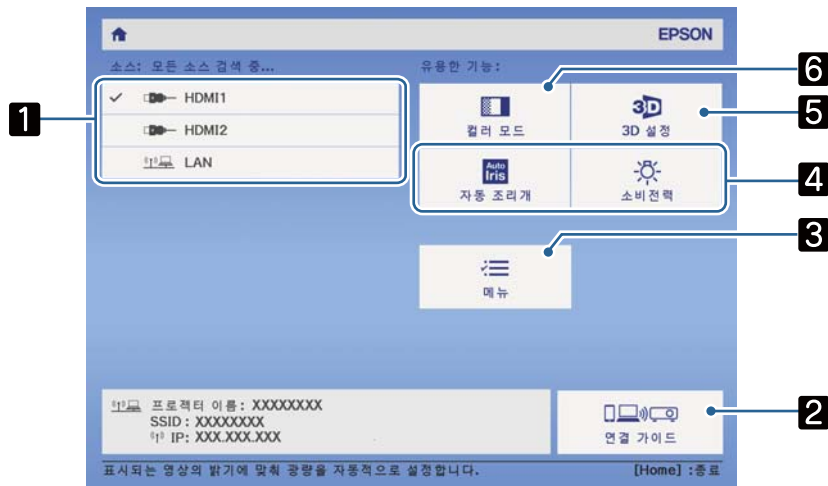 EPSON
소스: 모든 소스 검색 중...
유용한 기능:
✓ HDMI1
HDMI2
LAN
컬러 모드
3D
3D 설정
Auto Iris
자동 조리개
소비전력
메뉴
프로젝터 이름: XXXXXXXX
SSID : XXXXXXXX
IP: XXX.XXX.XXX
연결 가이드
표시되는 영상의 밝기에 맞춰 광량을 자동적으로 설정합니다.
[Home] :종료
1
6
5
4
3
2